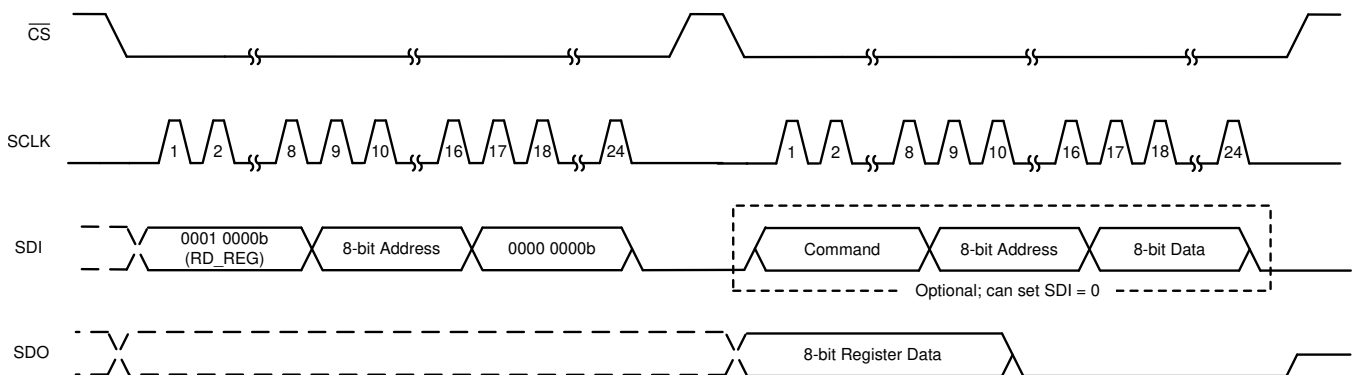 CS
SCLK
1 2 8 9 10 16 17 18 24 1 2 8 9 10 16 17 18 24
SDI
0001 0000b
(RD_REG)
8-bit Address
0000 0000b
Command
8-bit Address
8-bit Data
Optional; can set SDI = 0
SDO
8-bit Register Data